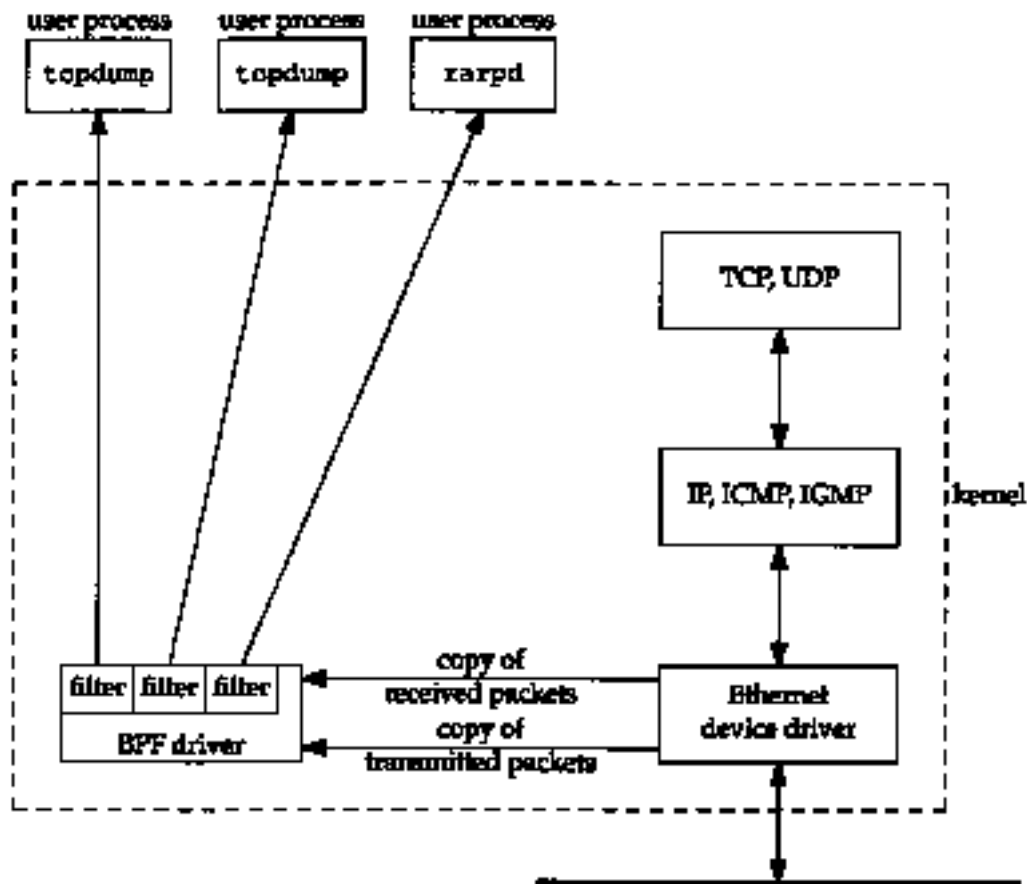 user process user process user process
tcpdump tcpdump rarpd
TCP, UDP
IP, ICMP, IGMP
kernel
filter filter filter
BPF driver
copy of
received packets
copy of
transmitted packets
Ethernet
device driver